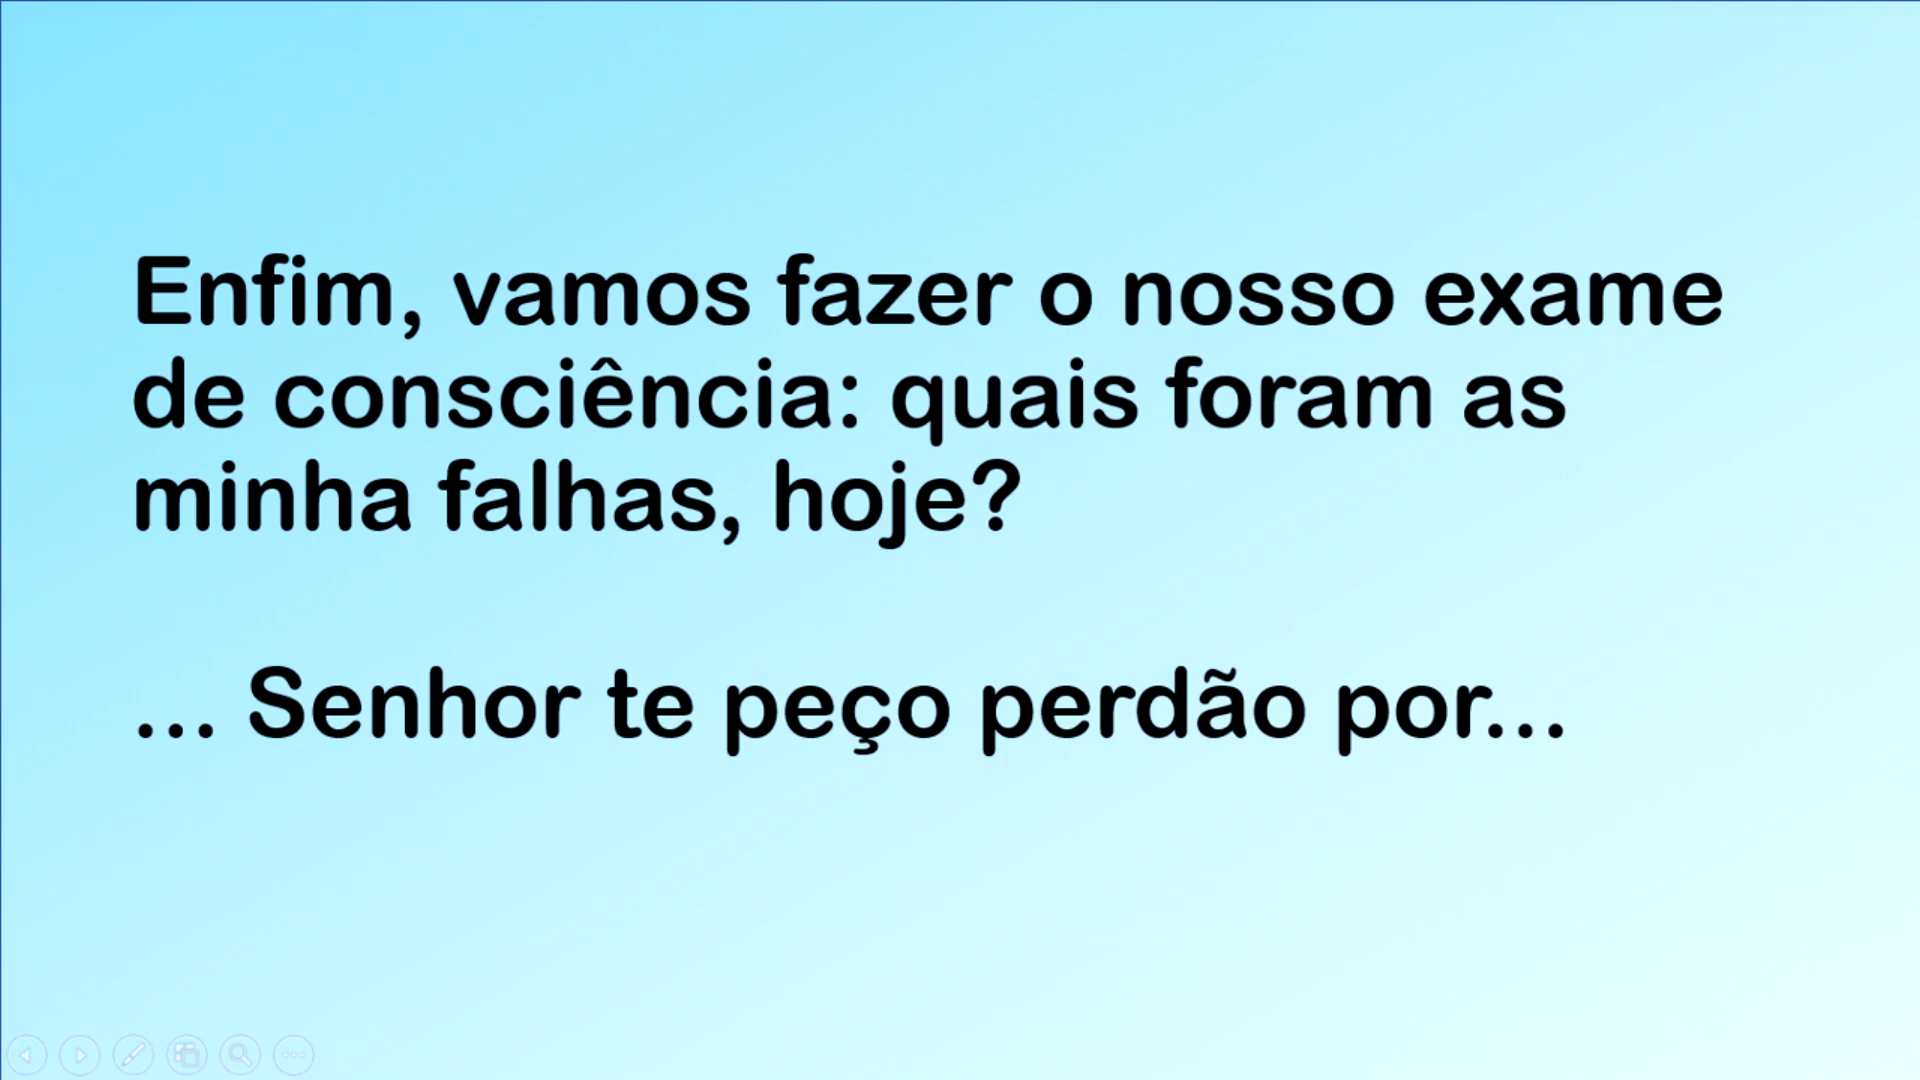 Enfim, vamos fazer o nosso exame
de consciência: quais foram as
minha falhas, hoje?
... Senhor te peço perdão por...